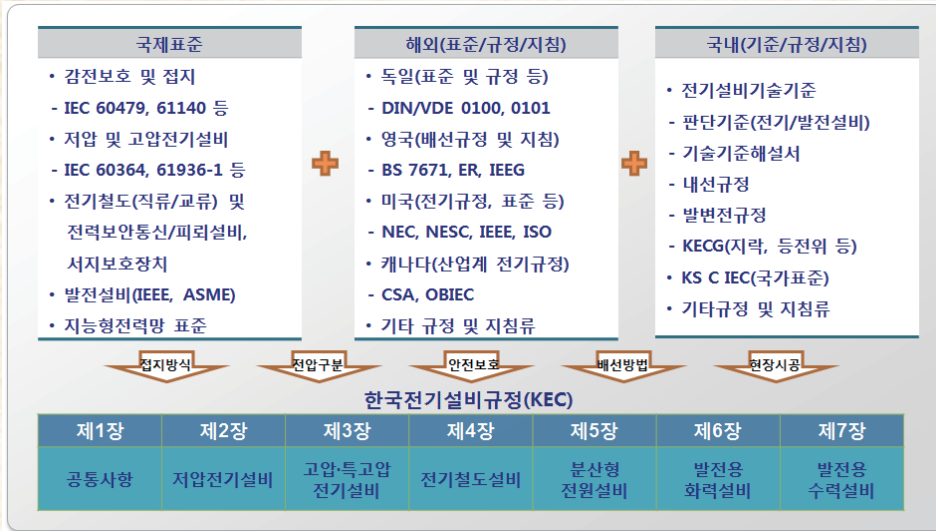 국제표준
• 감전보호 및 접지
- IEC 60479, 61140 등
• 저압 및 고압전기설비
- IEC 60364, 61936-1 등
• 전기철도(직류/교류) 및
전력보안통신/피뢰설비,
서지보호장치
• 발전설비(IEEE, ASME)
• 지능형전력망 표준
해외(표준/규정/지침)
• 독일(표준 및 규정 등)
- DIN/VDE 0100, 0101
• 영국(배선규정 및 지침)
- BS 7671, ER, IEEG
• 미국(전기규정, 표준 등)
- NEC, NESC, IEEE, ISO
• 캐나다(산업계 전기규정)
- CSA, OBIEC
• 기타 규정 및 지침류
국내(기준/규정/지침)
• 전기설비기술기준
- 판단기준(전기/발전설비)
- 기술기준해설서
- 내선규정
- 발변전규정
- KECG(지락, 등전위 등)
• KS C IEC(국가표준)
• 기타규정 및 지침류
접지방식
전압구분
안전보호
배선방법
현장시공
한국전기설비규정(KEC)
제1장 제2장 제3장 제4장 제5장 제6장 제7장
공통사항
저압전기설비
고압·특고압
전기설비
전기철도설비
분산형
전원설비
발전용
화력설비
발전용
수력설비